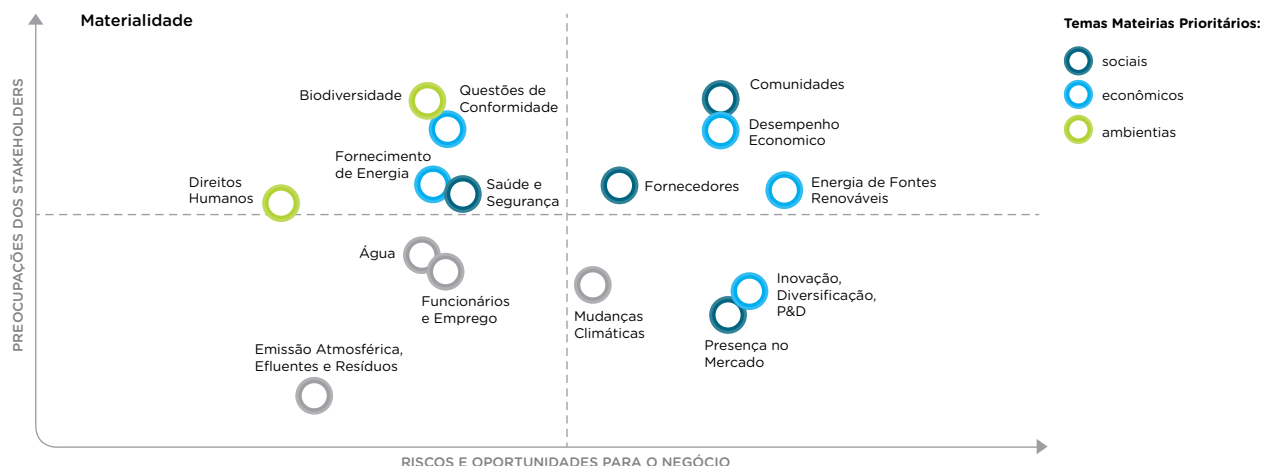 Materialidade
Temas Mateirias Prioritários:
sociais
econômicos
ambientias
PREOCUPAÇÕES DOS STAKEHOLDERS
Biodiversidade
Questões de
Conformidade
Comunidades
Desempenho
Economico
Fornecimento
de Energia
Direitos
Humanos
Saúde e
Segurança
Fornecedores
Energia de Fontes
Renováveis
Água
Funcionários
e Emprego
Mudanças
Climáticas
Inovação,
Diversificação,
P&D
Presença no
Mercado
Emissão Atmosférica,
Efluentes e Resíduos
RISCOS E OPORTUNIDADES PARA O NEGÓCIO